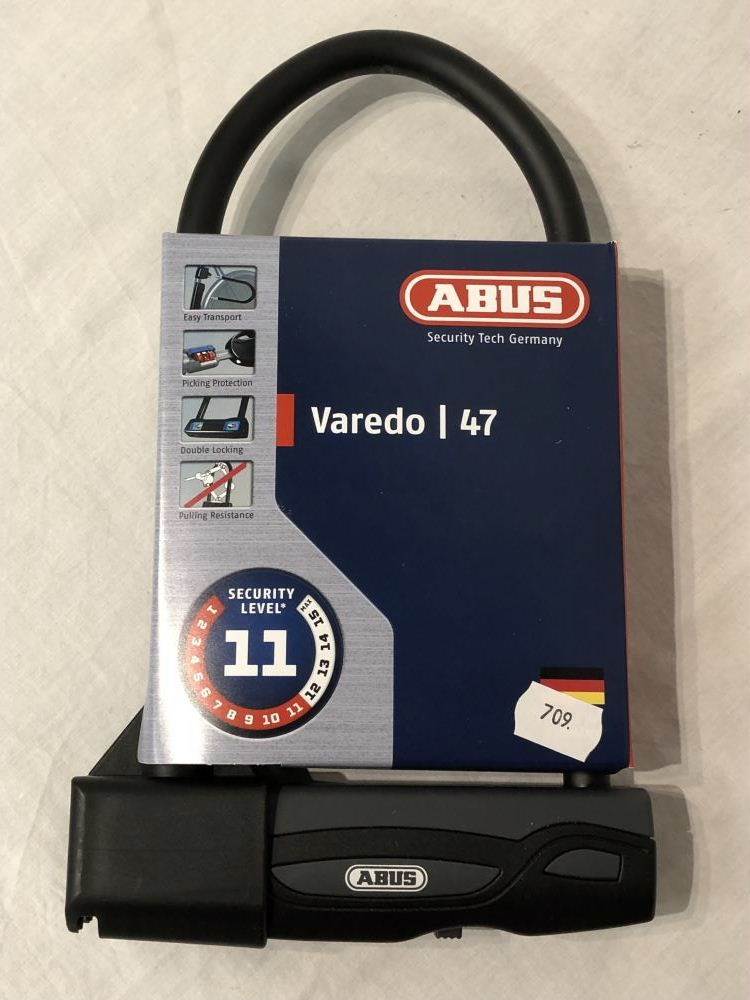 ABUS
Security Tech Germany
Easy Transport
Picking Protection
Double Locking
Pulling Resistance
Varedo | 47
SECURITY
LEVEL*
11
1 2 3 4 5 6 7 8 9 10 11 12 13 14 15 MAX
709.
ABUS